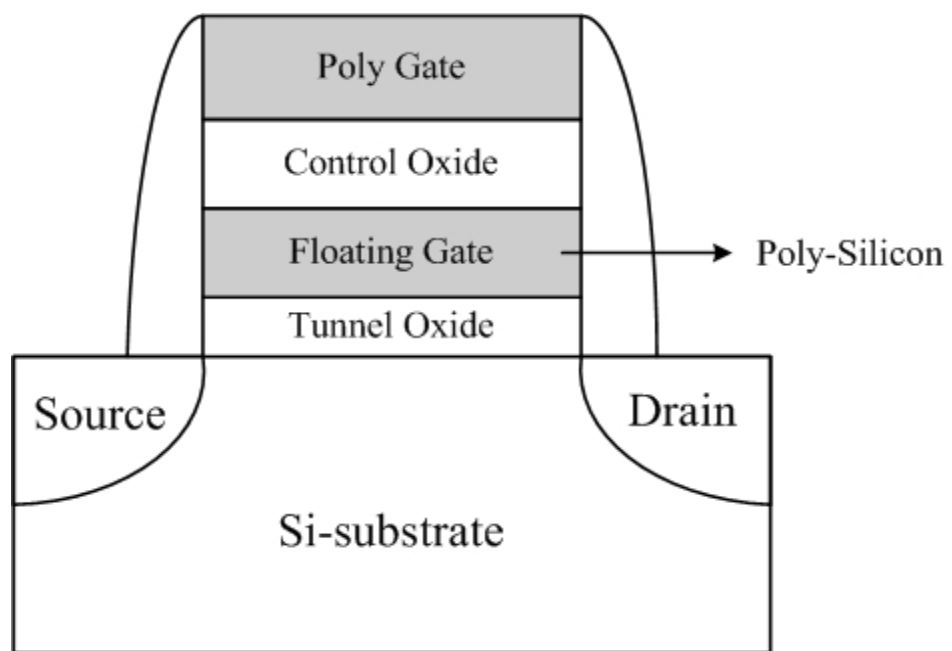 Poly Gate
Control Oxide
Floating Gate
Poly-Silicon
Tunnel Oxide
Source
Drain
Si-substrate